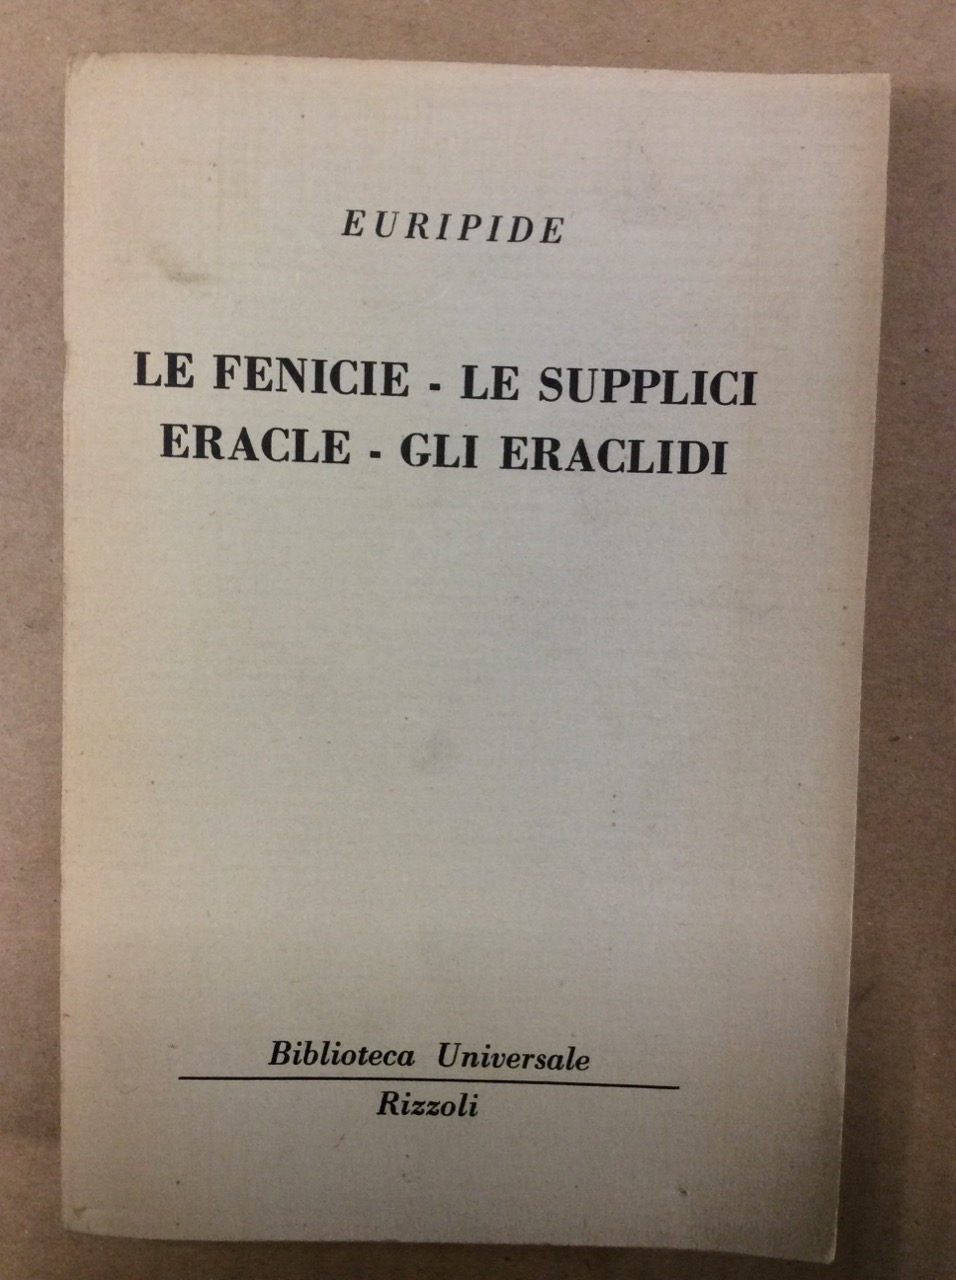 EURIPIDE
LE FENICIE - LE SUPPLICI
ERACLE - GLI ERACLIDI
Biblioteca Universale
Rizzoli